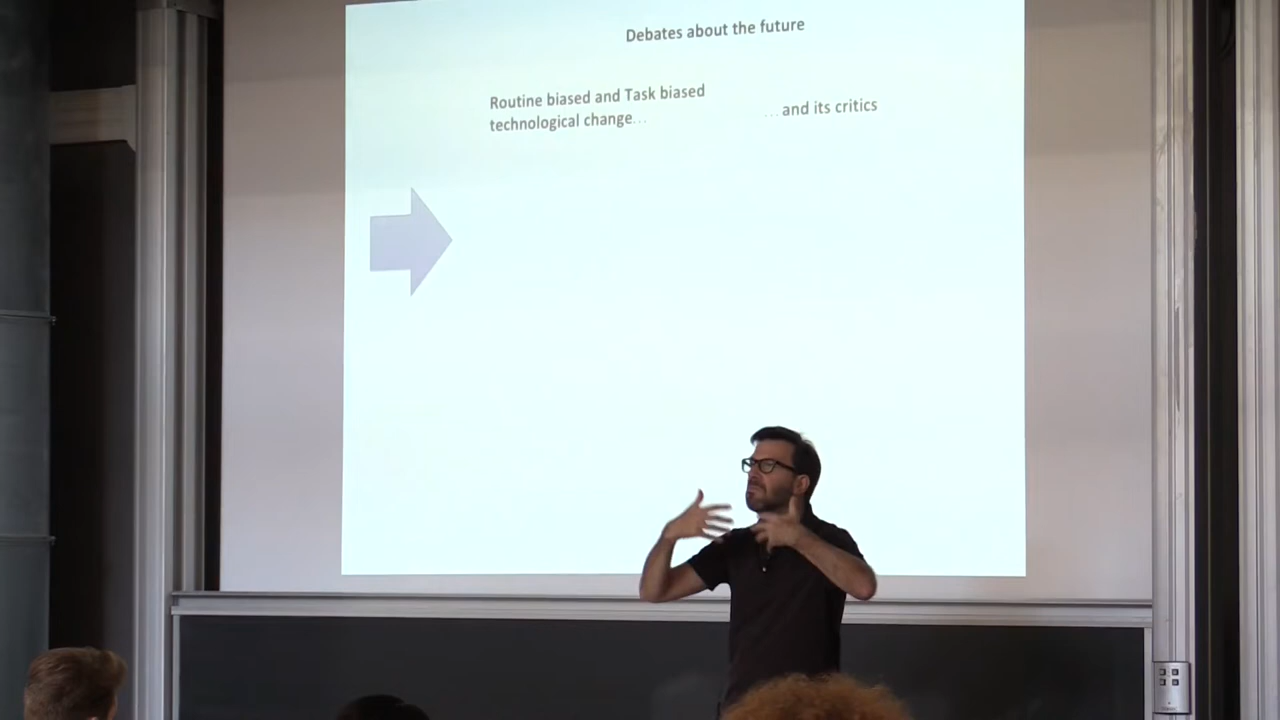 Debates about the future
Routine biased and Task biased
technological change...
... and its critics